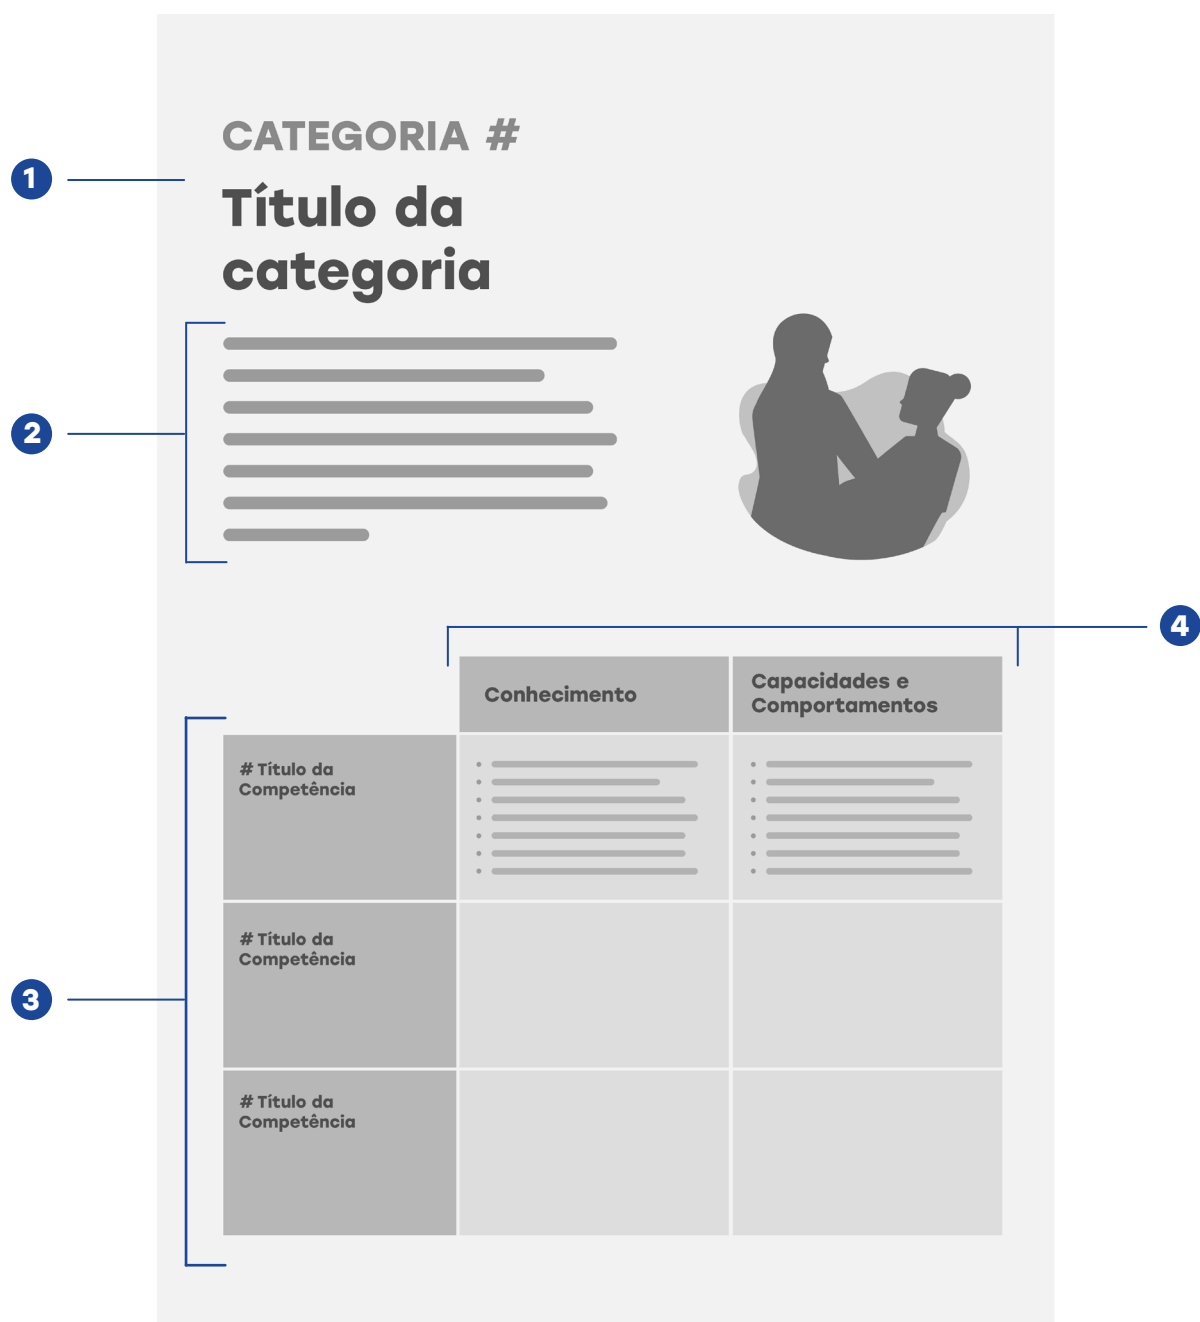 CATEGORIA #
1
Título da
categoria
2
4
Conhecimento
Capacidades e
Comportamentos
# Título da
Competência
# Título da
Competência
3
# Título da
Competência